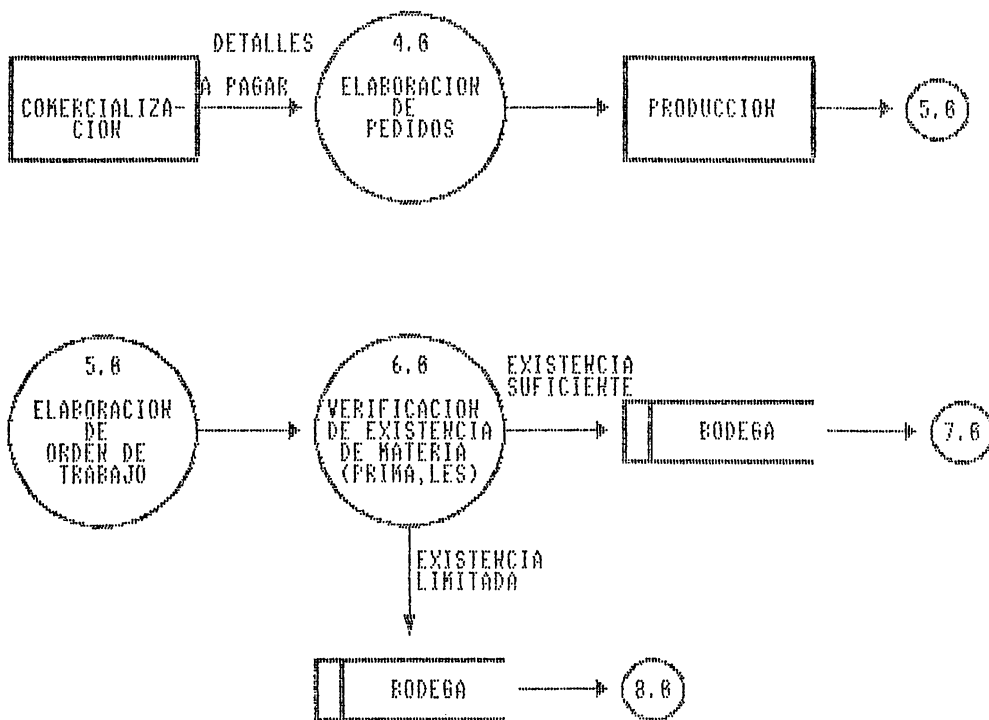 DETALLES
A PAGAR
COMERCIALIZA-
CION
4.0
ELABORACION
DE
PEDIDOS
PRODUCCION
5.0
5.0
ELABORACION
DE
ORDEN DE
TRABAJO
6.0
VERIFICACION
DE EXISTENCIA
DE MATERIA
(PRIMA,LES)
EXISTENCIA
SUFICIENTE
BODEGA
7.0
EXISTENCIA
LIMITADA
BODEGA
8.0